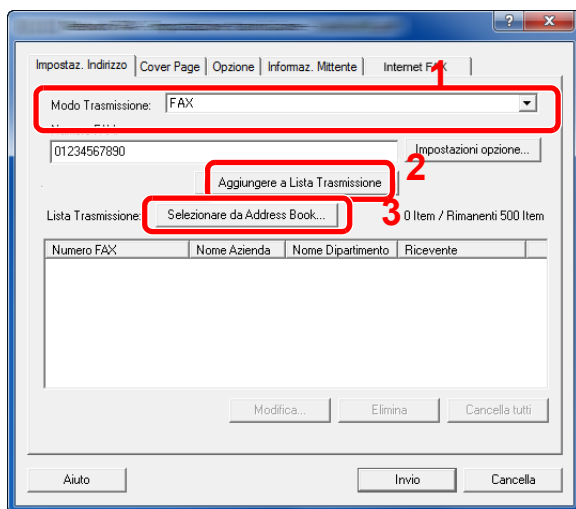 Impostaz. Indirizzo Cover Page Opzione Informaz. Mittente Internet FAX
1
Modo Trasmissione: FAX
01234567890 Impostazioni opzione...
Aggiungere a Lista Trasmissione 2
Lista Trasmissione: Selezionare da Address Book... 3 0 Item / Rimanenti 500 Item
Numero FAX Nome Azienda Nome Dipartimento Ricevente
Modifica... Elimina Cancella tutti
Aiuto Invio Cancella